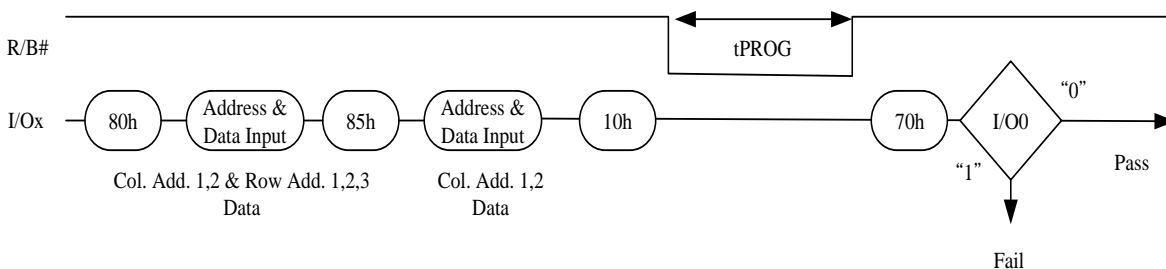 tPROG
R/B#
I/Ox
80h
Address &
Data Input
85h
Address &
Data Input
10h
70h
I/O0
“0”
“1”
Pass
Fail
Col. Add. 1,2 & Row Add. 1,2,3
Data
Col. Add. 1,2
Data